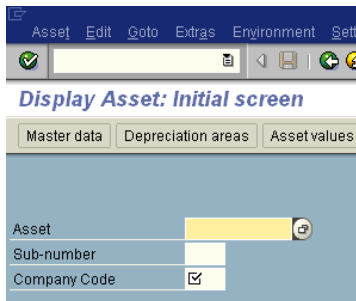 Asset Edit Goto Extras Environment Sett
Display Asset: Initial screen
Master data Depreciation areas Asset values
Asset
Sub-number
Company Code